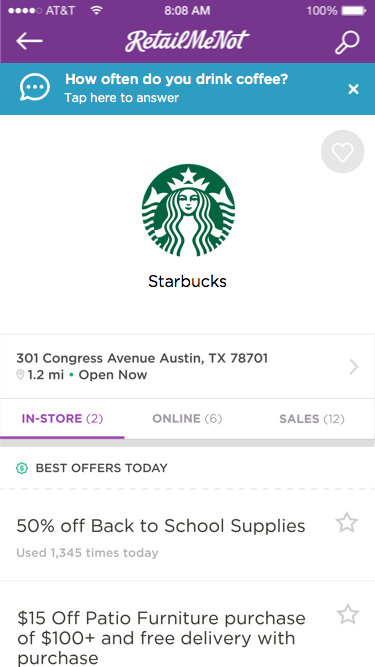 AT&T 8:08 AM 100%
RetailMeNot
How often do you drink coffee?
Tap here to answer
Starbucks
301 Congress Avenue Austin, TX 78701
1.2 mi • Open Now
IN-STORE (2) ONLINE (6) SALES (12)
BEST OFFERS TODAY
50% off Back to School Supplies
Used 1,345 times today
$15 Off Patio Furniture purchase
of $100+ and free delivery with
purchase